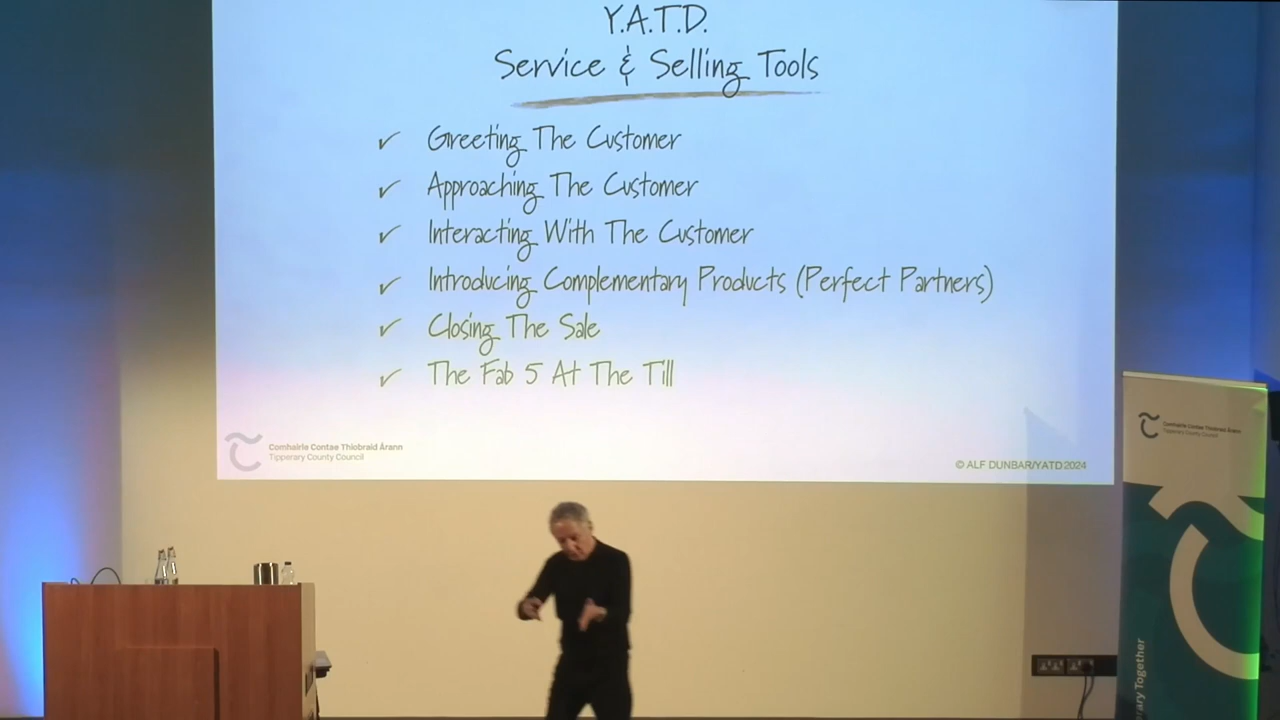 Y.A.T.D.
Service & Selling Tools
✓ Greeting The Customer
✓ Approaching The Customer
✓ Interacting With The Customer
✓ Introducing Complementary Products (Perfect Partners)
✓ Closing The Sale
✓ The Fab 5 At The Till
Comhairle Contae Thiobraid Árann
Tipperary County Council
© ALF DUNBAR/YATD 2024
Comhairle Contae Thiobraid Árann
Tipperary County Council
Together